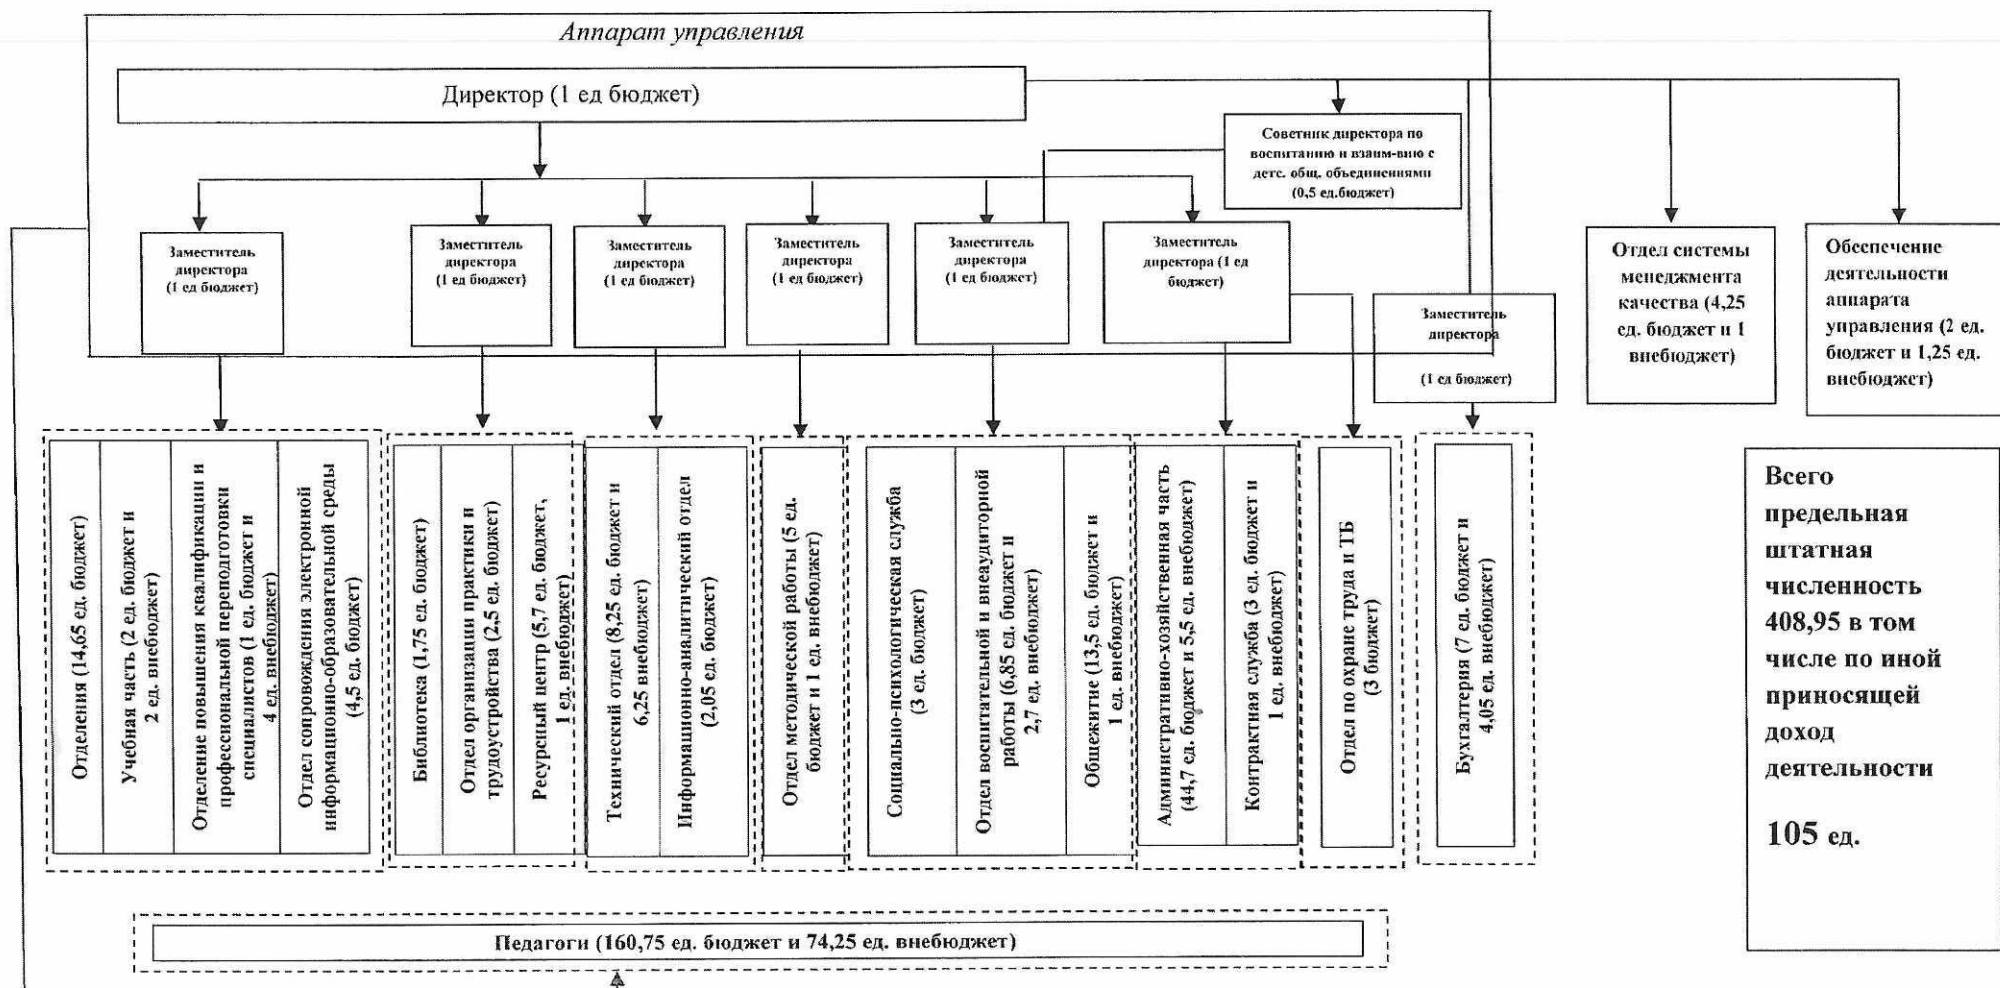 Аппарат управления
Директор (1 ед бюджет)
Советник директора по
воспитанию и взаим-вию с
детс. общ. объединениями
(0,5 ед.бюджет)
Заместитель
директора
(1 ед бюджет)
Заместитель
директора
(1 ед бюджет)
Заместитель
директора
(1 ед бюджет)
Заместитель
директора
(1 ед бюджет)
Заместитель
директора
(1 ед бюджет)
Заместитель
директора (1 ед
бюджет)
Заместитель
директора
(1 ед бюджет)
Отдел системы
менеджмента
качества (4,25
ед. бюджет и 1
внебюджет)
Обеспечение
деятельности
аппарата
управления (2 ед.
бюджет и 1,25 ед.
внебюджет)
Отделения (14,65 ед. бюджет)
Учебная часть (2 ед. бюджет и
2 ед. внебюджет)
Отделение повышения квалификации и
профессиональной переподготовки
специалистов (1 ед. бюджет и
4 ед. внебюджет)
Отдел сопровождения электронной
информационно-образовательной среды
(4,5 ед. бюджет)
Библиотека (1,75 ед. бюджет)
Отдел организации практики и
трудоустройства (2,5 ед. бюджет)
Ресурсный центр (5,7 ед. бюджет,
1 ед. внебюджет)
Технический отдел (8,25 ед. бюджет и
6,25 внебюджет)
Информационно-аналитический отдел
(2,05 ед. бюджет)
Отдел методической работы (5 ед.
бюджет и 1 ед. внебюджет)
Социально-психологическая служба
(3 ед. бюджет)
Отдел воспитательной и внеаудиторной
работы (6,85 ед. бюджет и
2,7 ед. внебюджет)
Общежитие (13,5 ед. бюджет и
1 ед. внебюджет)
Административно-хозяйственная часть
(44,7 ед. бюджет и 5,5 ед. внебюджет)
Контрактная служба (3 ед. бюджет и
1 ед. внебюджет)
Отдел по охране труда и ТБ
(3 бюджет)
Бухгалтерия (7 ед. бюджет и
4,05 ед. внебюджет)
Всего
предельная
штатная
численность
408,95 в том
числе по иной
приносящей
доход
деятельности
105 ед.
Педагоги (160,75 ед. бюджет и 74,25 ед. внебюджет)